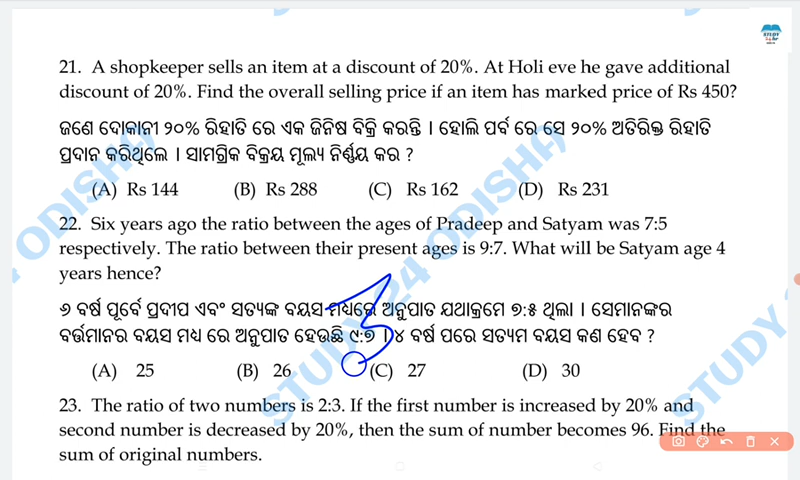 21. A shopkeeper sells an item at a discount of 20%. At Holi eve he gave additional
discount of 20%. Find the overall selling price if an item has marked price of Rs 450?
ଜଣେ ଦୋକାନୀ ୨୦% ରିହାତି ରେ ଏକ ଜିନିଷ ବିକ୍ରି କରନ୍ତି । ହୋଲି ପର୍ବ ରେ ସେ ୨୦% ଅତିରିକ୍ତ ରିହାତି
ପ୍ରଦାନ କରିଥିଲେ । ସାମଗ୍ରିକ ବିକ୍ରୟ ମୂଲ୍ୟ ନିର୍ଣ୍ଣୟ କର ?
(A) Rs 144 (B) Rs 288 (C) Rs 162 (D) Rs 231
22. Six years ago the ratio between the ages of Pradeep and Satyam was 7:5
respectively. The ratio between their present ages is 9:7. What will be Satyam age 4
years hence?
୬ ବର୍ଷ ପୂର୍ବେ ପ୍ରଦୀପ ଏବଂ ସତ୍ୟଙ୍କ ବୟସ ମଧ୍ୟରେ ଅନୁପାତ ଯଥାକ୍ରମେ ୭:୫ ଥିଲା । ସେମାନଙ୍କର
ବର୍ତ୍ତମାନର ବୟସ ମଧ୍ୟ ରେ ଅନୁପାତ ହେଉଛି ୯:୭ । ୪ ବର୍ଷ ପରେ ସତ୍ୟମ ବୟସ କଣ ହେବ ?
(A) 25 (B) 26 (C) 27 (D) 30
23. The ratio of two numbers is 2:3. If the first number is increased by 20% and
second number is decreased by 20%, then the sum of number becomes 96. Find the
sum of original numbers.
STUDY 24 ODISHA